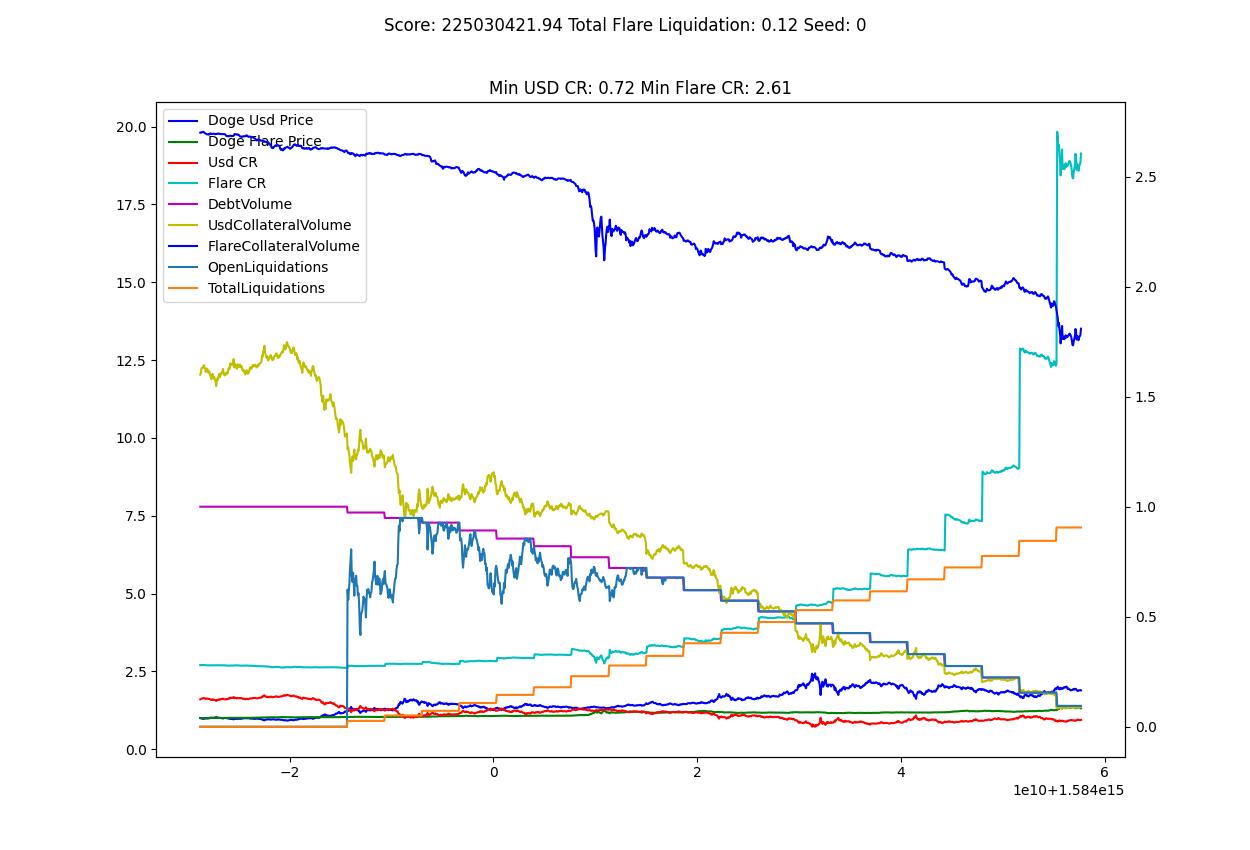 Score: 225030421.94 Total Flare Liquidation: 0.12 Seed: 0
Min USD CR: 0.72 Min Flare CR: 2.61
20.0
17.5
15.0
12.5
10.0
7.5
5.0
2.5
0.0
Doge Usd Price
Doge Flare Price
Usd CR
Flare CR
DebtVolume
UsdCollateralVolume
FlareCollateralVolume
OpenLiquidations
TotalLiquidations
2.5
2.0
1.5
1.0
0.5
0.0
−2 0 2 4 6
1e10+1.584e15